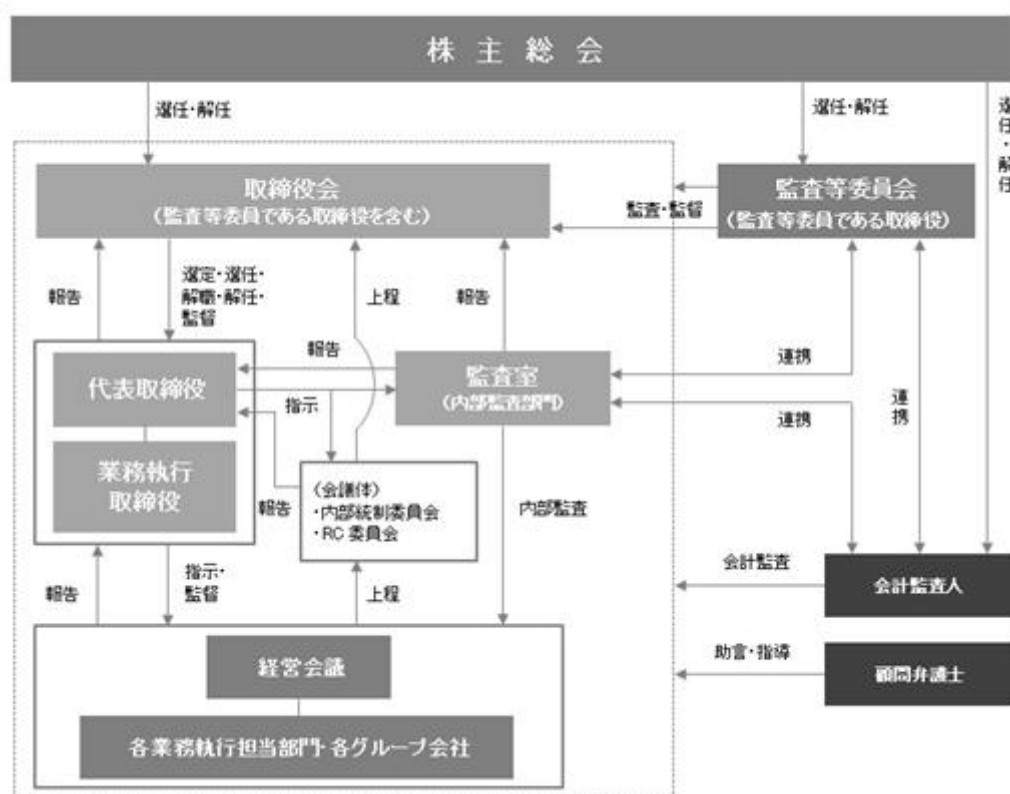 株主総会
選任・解任
選任・解任
選
任
・
解
任
取締役会
（監査等委員である取締役を含む）
監査等委員会
（監査等委員である取締役）
監査・監督
報告
選定・選任・
解職・解任・
監督
上程
報告
報告
代表取締役
監査室
（内部監査部門）
連携
指示
連携
連
携
業務執行
取締役
（会議体）
・内部統制委員会
・RC 委員会
報告
内部監査
報告
指示・
監督
上程
会計監査
会計監査人
助言・指導
顧問弁護士
経営会議
各業務執行担当部門・各グループ会社